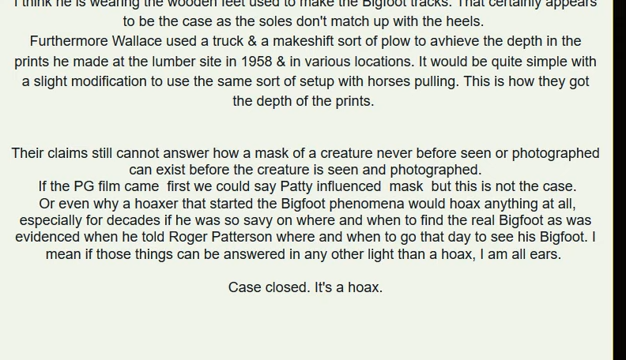 I think he is wearing the wooden feet used to make the Bigfoot tracks. That certainly appears
to be the case as the soles don't match up with the heels.
Furthermore Wallace used a truck & a makeshift sort of plow to avhieve the depth in the
prints he made at the lumber site in 1958 & in various locations. It would be quite simple with
a slight modification to use the same sort of setup with horses pulling. This is how they got
the depth of the prints.
Their claims still cannot answer how a mask of a creature never before seen or photographed
can exist before the creature is seen and photographed.
If the PG film came  first we could say Patty influenced  mask  but this is not the case.
Or even why a hoaxer that started the Bigfoot phenomena would hoax anything at all,
especially for decades if he was so savy on where and when to find the real Bigfoot as was
evidenced when he told Roger Patterson where and when to go that day to see his Bigfoot. I
mean if those things can be answered in any other light than a hoax, I am all ears.
Case closed. It's a hoax.